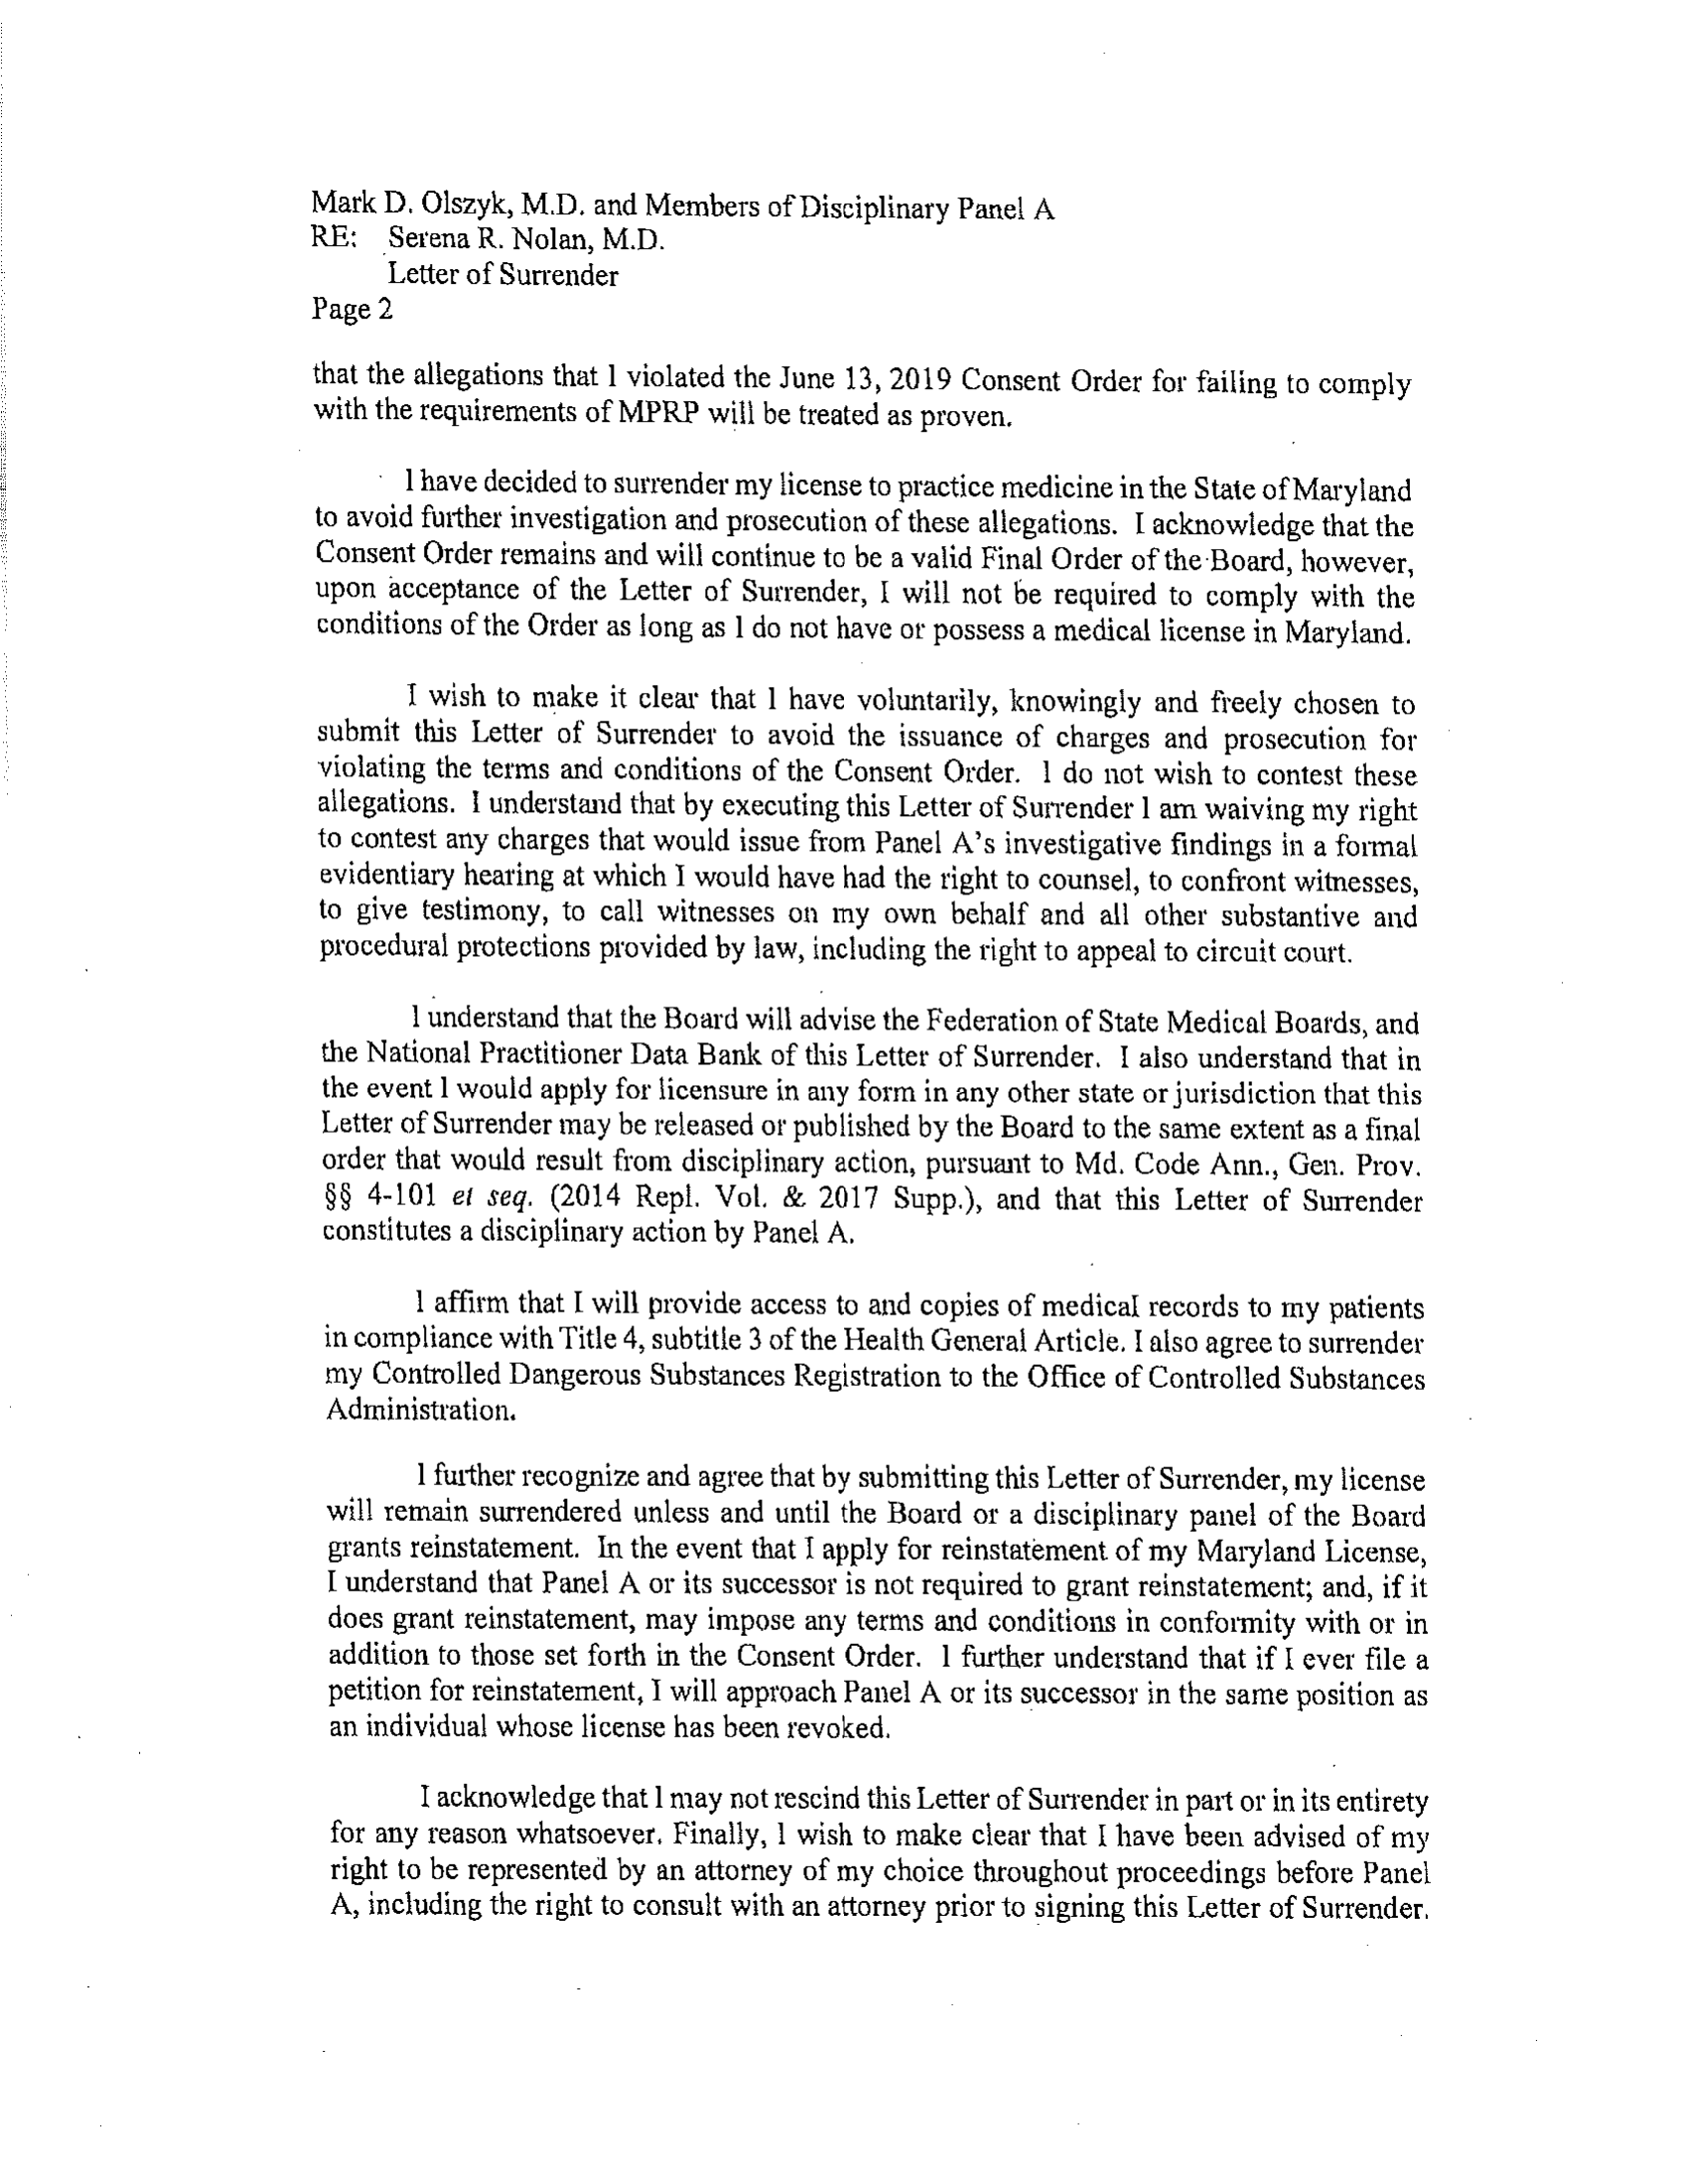 Mark D. Olszyk, M.D. and Members of Disciplinary Panel A
RE: Serena R. Nolan, M.D.
Letter of Surrender
Page 2
that the allegations that I violated the June 13, 2019 Consent Order for failing to comply
with the requirements of MPRP will be treated as proven.
I have decided to surrender my license to practice medicine in the State of Maryland
to avoid further investigation and prosecution of these allegations. I acknowledge that the
Consent Order remains and will continue to be a valid Final Order of the Board, however,
upon acceptance of the Letter of Surrender, I will not be required to comply with the
conditions of the Order as long as I do not have or possess a medical license in Maryland.
I wish to make it clear that I have voluntarily, knowingly and freely chosen to
submit this Letter of Surrender to avoid the issuance of charges and prosecution for
violating the terms and conditions of the Consent Order. I do not wish to contest these
allegations. I understand that by executing this Letter of Surrender I am waiving my right
to contest any charges that would issue from Panel A's investigative findings in a formal
evidentiary hearing at which I would have had the right to counsel, to confront witnesses,
to give testimony, to call witnesses on my own behalf and all other substantive and
procedural protections provided by law, including the right to appeal to circuit court.
I understand that the Board will advise the Federation of State Medical Boards, and
the National Practitioner Data Bank of this Letter of Surrender. I also understand that in
the event I would apply for licensure in any form in any other state or jurisdiction that this
Letter of Surrender may be released or published by the Board to the same extent as a final
order that would result from disciplinary action, pursuant to Md. Code Ann., Gen. Prov.
§§ 4-101 et seq. (2014 Repl. Vol. & 2017 Supp.), and that this Letter of Surrender
constitutes a disciplinary action by Panel A.
I affirm that I will provide access to and copies of medical records to my patients
in compliance with Title 4, subtitle 3 of the Health General Article. I also agree to surrender
my Controlled Dangerous Substances Registration to the Office of Controlled Substances
Administration.
I further recognize and agree that by submitting this Letter of Surrender, my license
will remain surrendered unless and until the Board or a disciplinary panel of the Board
grants reinstatement. In the event that I apply for reinstatement of my Maryland License,
I understand that Panel A or its successor is not required to grant reinstatement; and, if it
does grant reinstatement, may impose any terms and conditions in conformity with or in
addition to those set forth in the Consent Order. I further understand that if I ever file a
petition for reinstatement, I will approach Panel A or its successor in the same position as
an individual whose license has been revoked.
I acknowledge that I may not rescind this Letter of Surrender in part or in its entirety
for any reason whatsoever. Finally, I wish to make clear that I have been advised of my
right to be represented by an attorney of my choice throughout proceedings before Panel
A, including the right to consult with an attorney prior to signing this Letter of Surrender.